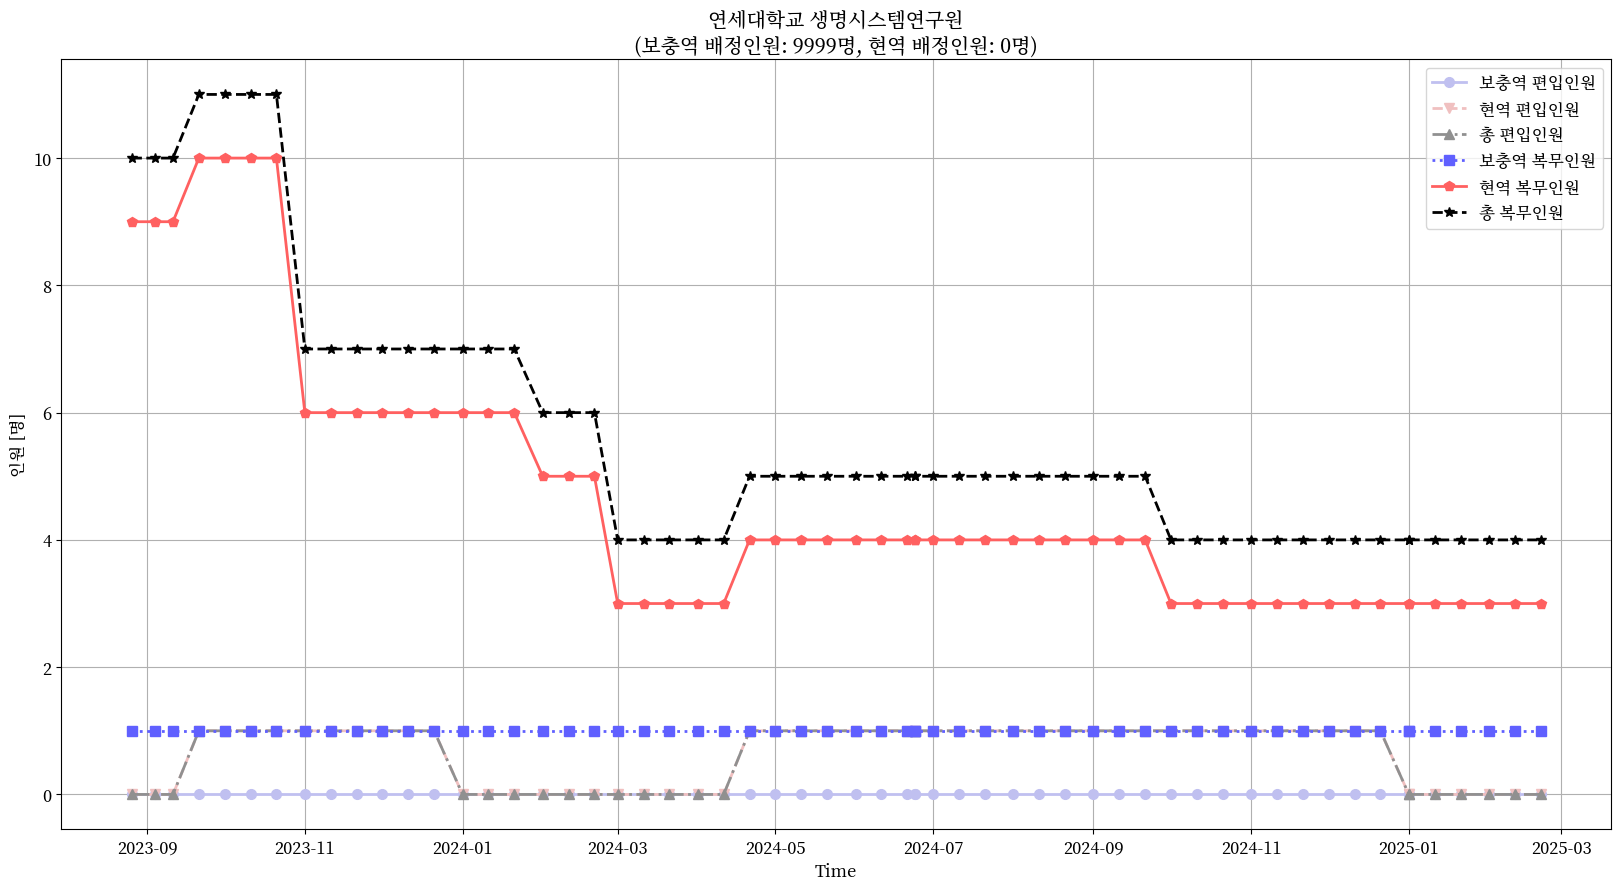 연세대학교 생명시스템연구원
(보충역 배정인원: 9999명, 현역 배정인원: 0명)
보충역 편입인원
현역 편입인원
총 편입인원
보충역 복무인원
현역 복무인원
총 복무인원
인원 [명]
10
8
6
4
2
0
2023-09
2023-11
2024-01
2024-03
2024-05
2024-07
2024-09
2024-11
2025-01
2025-03
Time